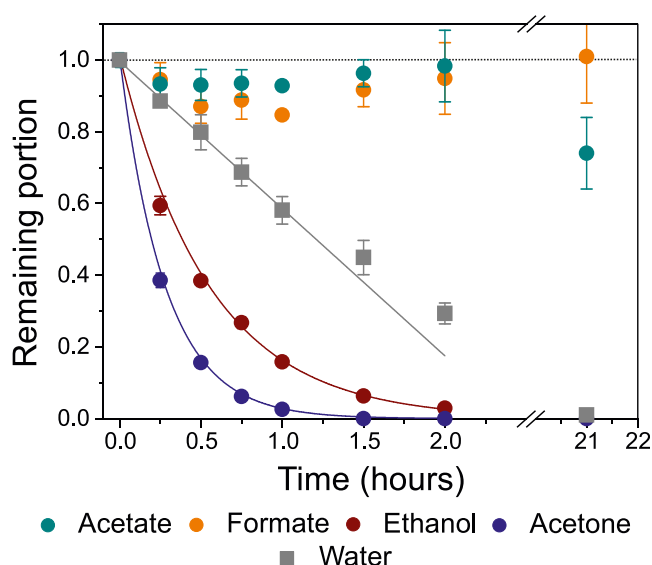 Remaining portion
1.0
0.8
0.6
0.4
0.2
0.0
0.0 0.5 1.0 1.5 2.0 21 22
Time (hours)
Acetate Formate Ethanol Acetone
Water